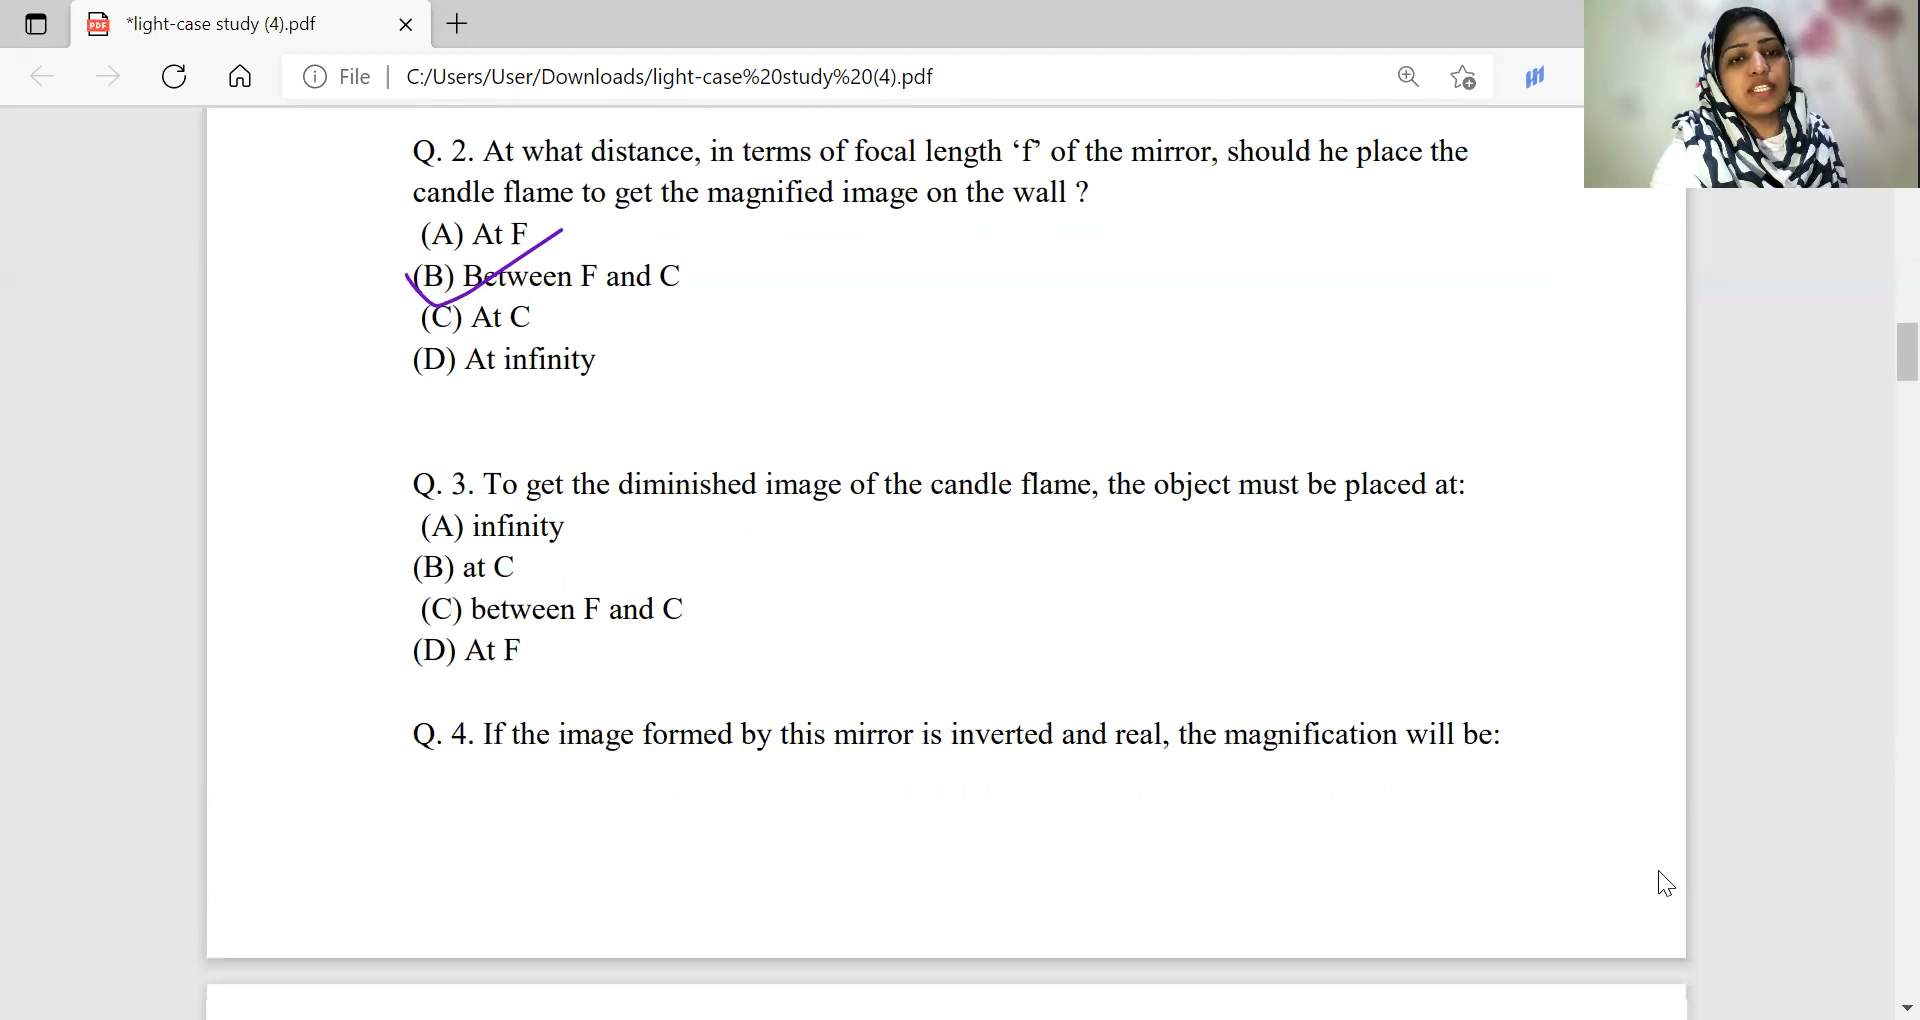 *light-case study (4).pdf
File | C:/Users/User/Downloads/light-case%20study%20(4).pdf
Q. 2. At what distance, in terms of focal length ‘f’ of the mirror, should he place the
candle flame to get the magnified image on the wall ?
(A) At F
(B) Between F and C
(C) At C
(D) At infinity
Q. 3. To get the diminished image of the candle flame, the object must be placed at:
(A) infinity
(B) at C
(C) between F and C
(D) At F
Q. 4. If the image formed by this mirror is inverted and real, the magnification will be: